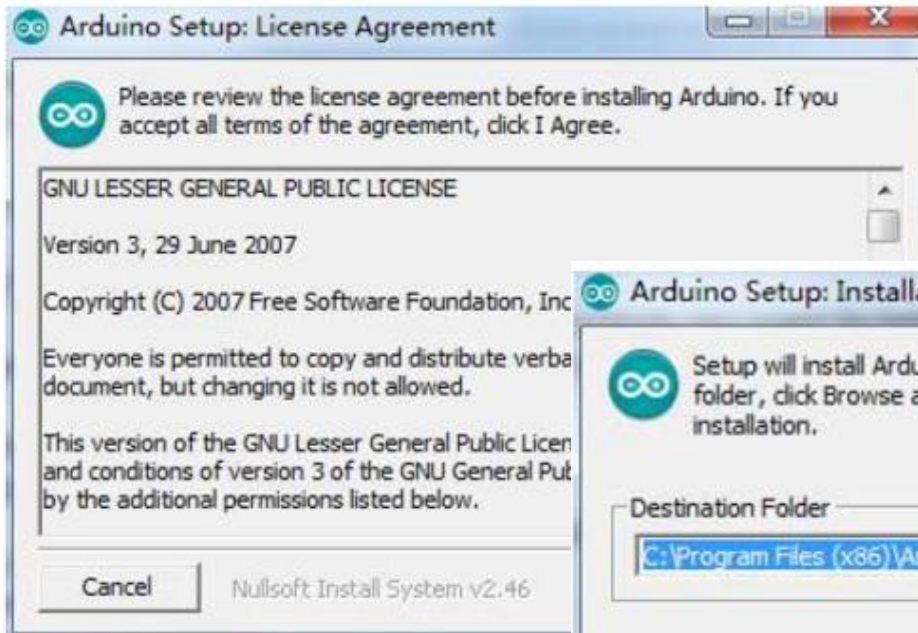 Arduino Setup: License Agreement
Please review the license agreement before installing Arduino. If you
accept all terms of the agreement, click I Agree.
GNU LESSER GENERAL PUBLIC LICENSE
Version 3, 29 June 2007
Copyright (C) 2007 Free Software Foundation, Inc
Everyone is permitted to copy and distribute
document, but changing it is not allowed.
This version of the GNU Lesser General Public
and conditions of version 3 of the GNU General
by the additional permissions listed below.
Cancel
Nullsoft Install System v2.46
Arduino Setup:
Setup will install
folder, click Browse
installation.
Destination Folder
C:\Program Files (x86)\